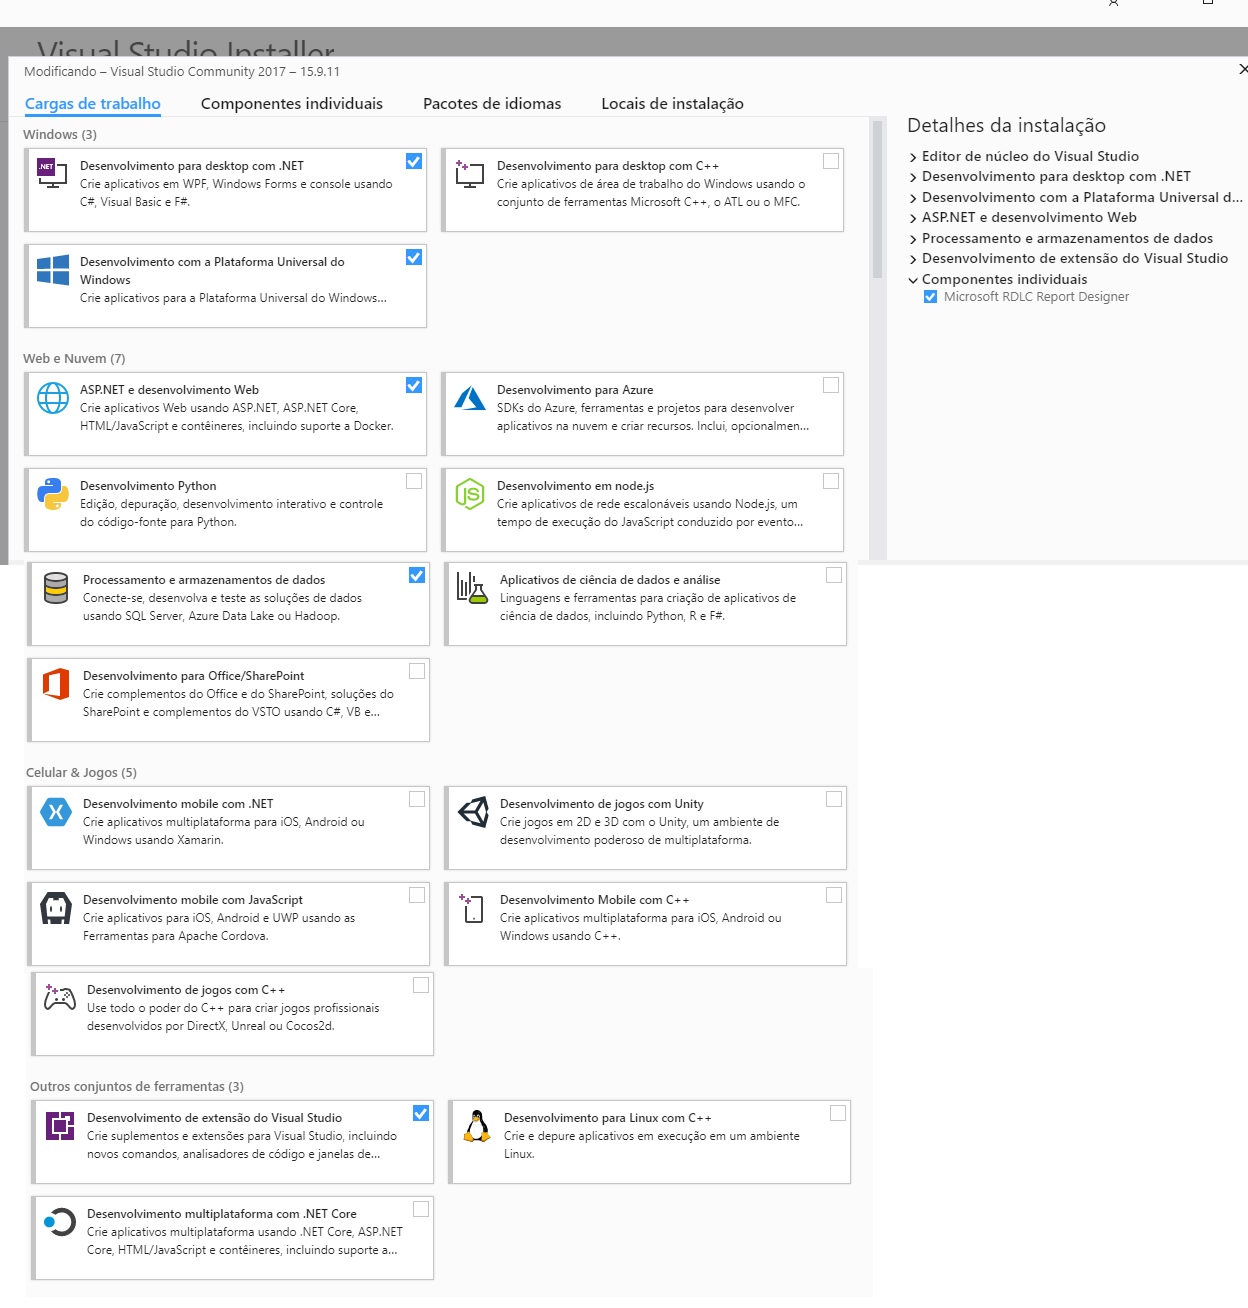 Visual Studio Installer
Modificando – Visual Studio Community 2017 – 15.9.11
Cargas de trabalho
Componentes individuais
Pacotes de idiomas
Locais de instalação
Windows (3)
.NET
Desenvolvimento para desktop com .NET
Crie aplicativos em WPF, Windows Forms e console usando
C#, Visual Basic e F#.
Desenvolvimento para desktop com C++
Crie aplicativos de área de trabalho do Windows usando o
conjunto de ferramentas Microsoft C++, o ATL ou o MFC.
Desenvolvimento com a Plataforma Universal do
Windows
Crie aplicativos para a Plataforma Universal do Windows...
Web e Nuvem (7)
ASP.NET e desenvolvimento Web
Crie aplicativos Web usando ASP.NET, ASP.NET Core,
HTML/JavaScript e contêineres, incluindo suporte a Docker.
Desenvolvimento para Azure
SDKs do Azure, ferramentas e projetos para desenvolver
aplicativos na nuvem e criar recursos. Inclui, opcionalmen...
Desenvolvimento Python
Edição, depuração, desenvolvimento interativo e controle
do código-fonte para Python.
JS
Desenvolvimento em node.js
Crie aplicativos de rede escalonáveis usando Node.js, um
tempo de execução do JavaScript conduzido por evento...
Processamento e armazenamentos de dados
Conecte-se, desenvolva e teste as soluções de dados
usando SQL Server, Azure Data Lake ou Hadoop.
Aplicativos de ciência de dados e análise
Linguagens e ferramentas para criação de aplicativos de
ciência de dados, incluindo Python, R e F#.
Desenvolvimento para Office/SharePoint
Crie complementos do Office e do SharePoint, soluções do
SharePoint e complementos do VSTO usando C#, VB e...
Celular & Jogos (5)
Desenvolvimento mobile com .NET
Crie aplicativos multiplataforma para iOS, Android ou
Windows usando Xamarin.
Desenvolvimento de jogos com Unity
Crie jogos em 2D e 3D com o Unity, um ambiente de
desenvolvimento poderoso de multiplataforma.
Desenvolvimento mobile com JavaScript
Crie aplicativos para iOS, Android e UWP usando as
Ferramentas para Apache Cordova.
Desenvolvimento Mobile com C++
Crie aplicativos multiplataforma para iOS, Android ou
Windows usando C++.
Desenvolvimento de jogos com C++
Use todo o poder do C++ para criar jogos profissionais
desenvolvidos por DirectX, Unreal ou Cocos2d.
Outros conjuntos de ferramentas (3)
Desenvolvimento de extensão do Visual Studio
Crie suplementos e extensões para Visual Studio, incluindo
novos comandos, analisadores de código e janelas de...
Desenvolvimento para Linux com C++
Crie e depure aplicativos em execução em um ambiente
Linux.
Desenvolvimento multiplataforma com .NET Core
Crie aplicativos multiplataforma usando .NET Core, ASP.NET
Core, HTML/JavaScript e contêineres, incluindo suporte a...
Detalhes da instalação
Editor de núcleo do Visual Studio
Desenvolvimento para desktop com .NET
Desenvolvimento com a Plataforma Universal d...
ASP.NET e desenvolvimento Web
Processamento e armazenamentos de dados
Desenvolvimento de extensão do Visual Studio
Componentes individuais
Microsoft RDLC Report Designer